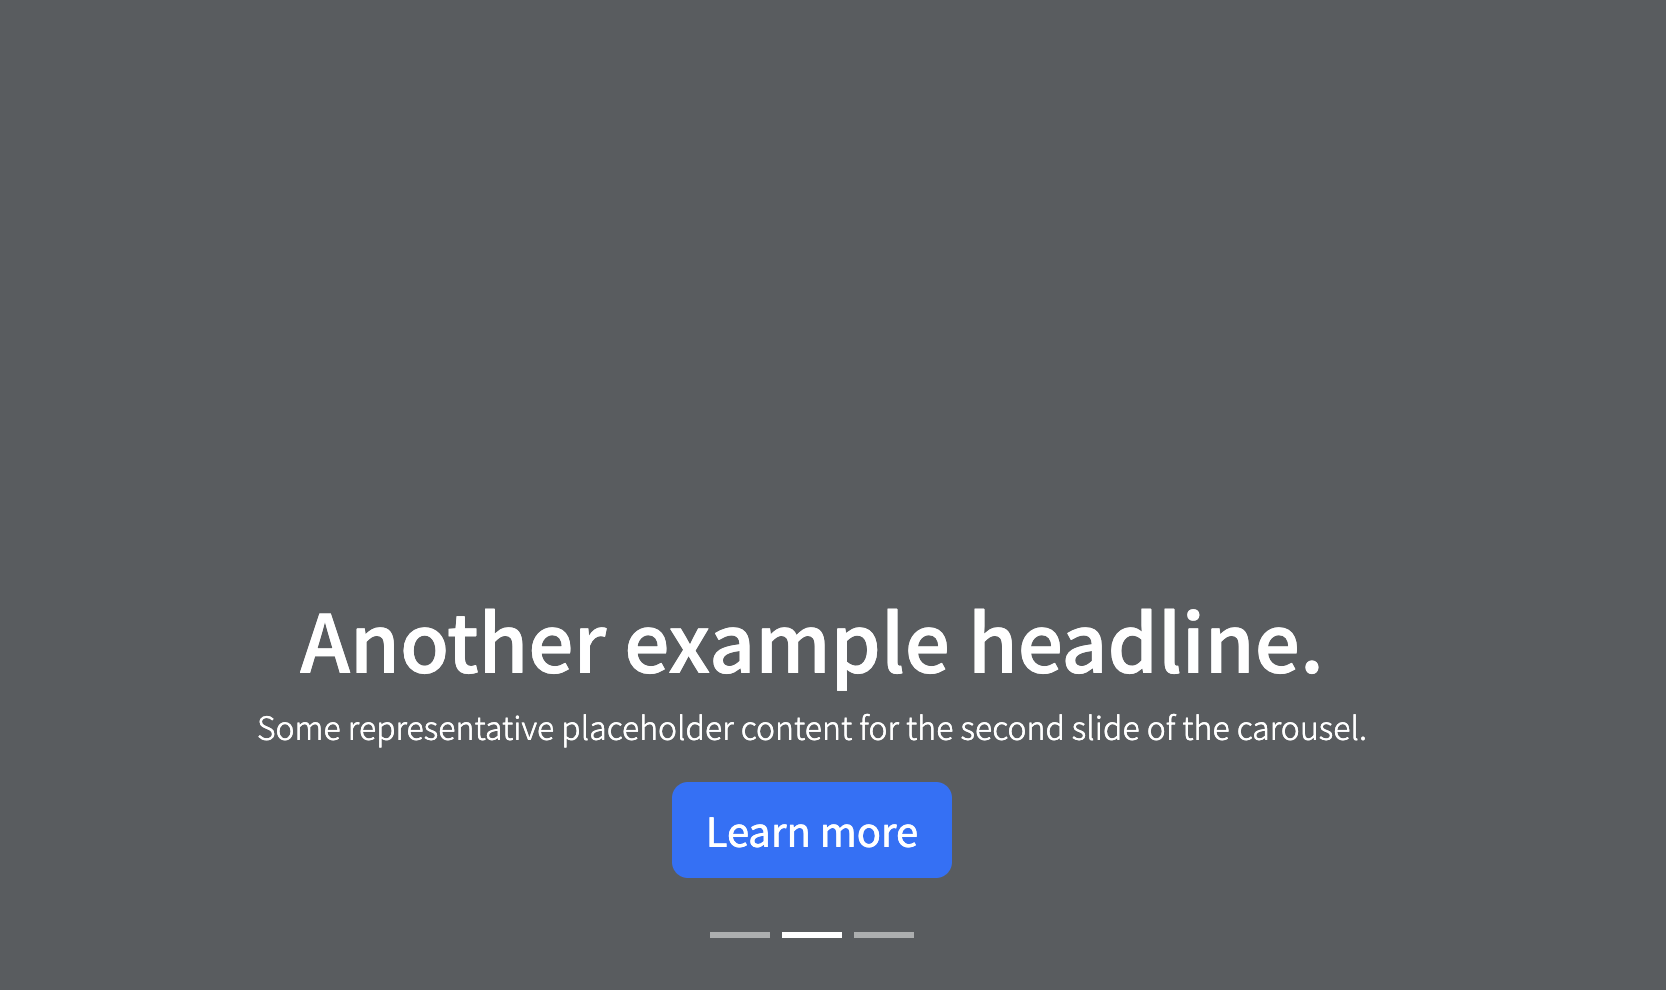 Another example headline.
Some representative placeholder content for the second slide of the carousel.
Learn more